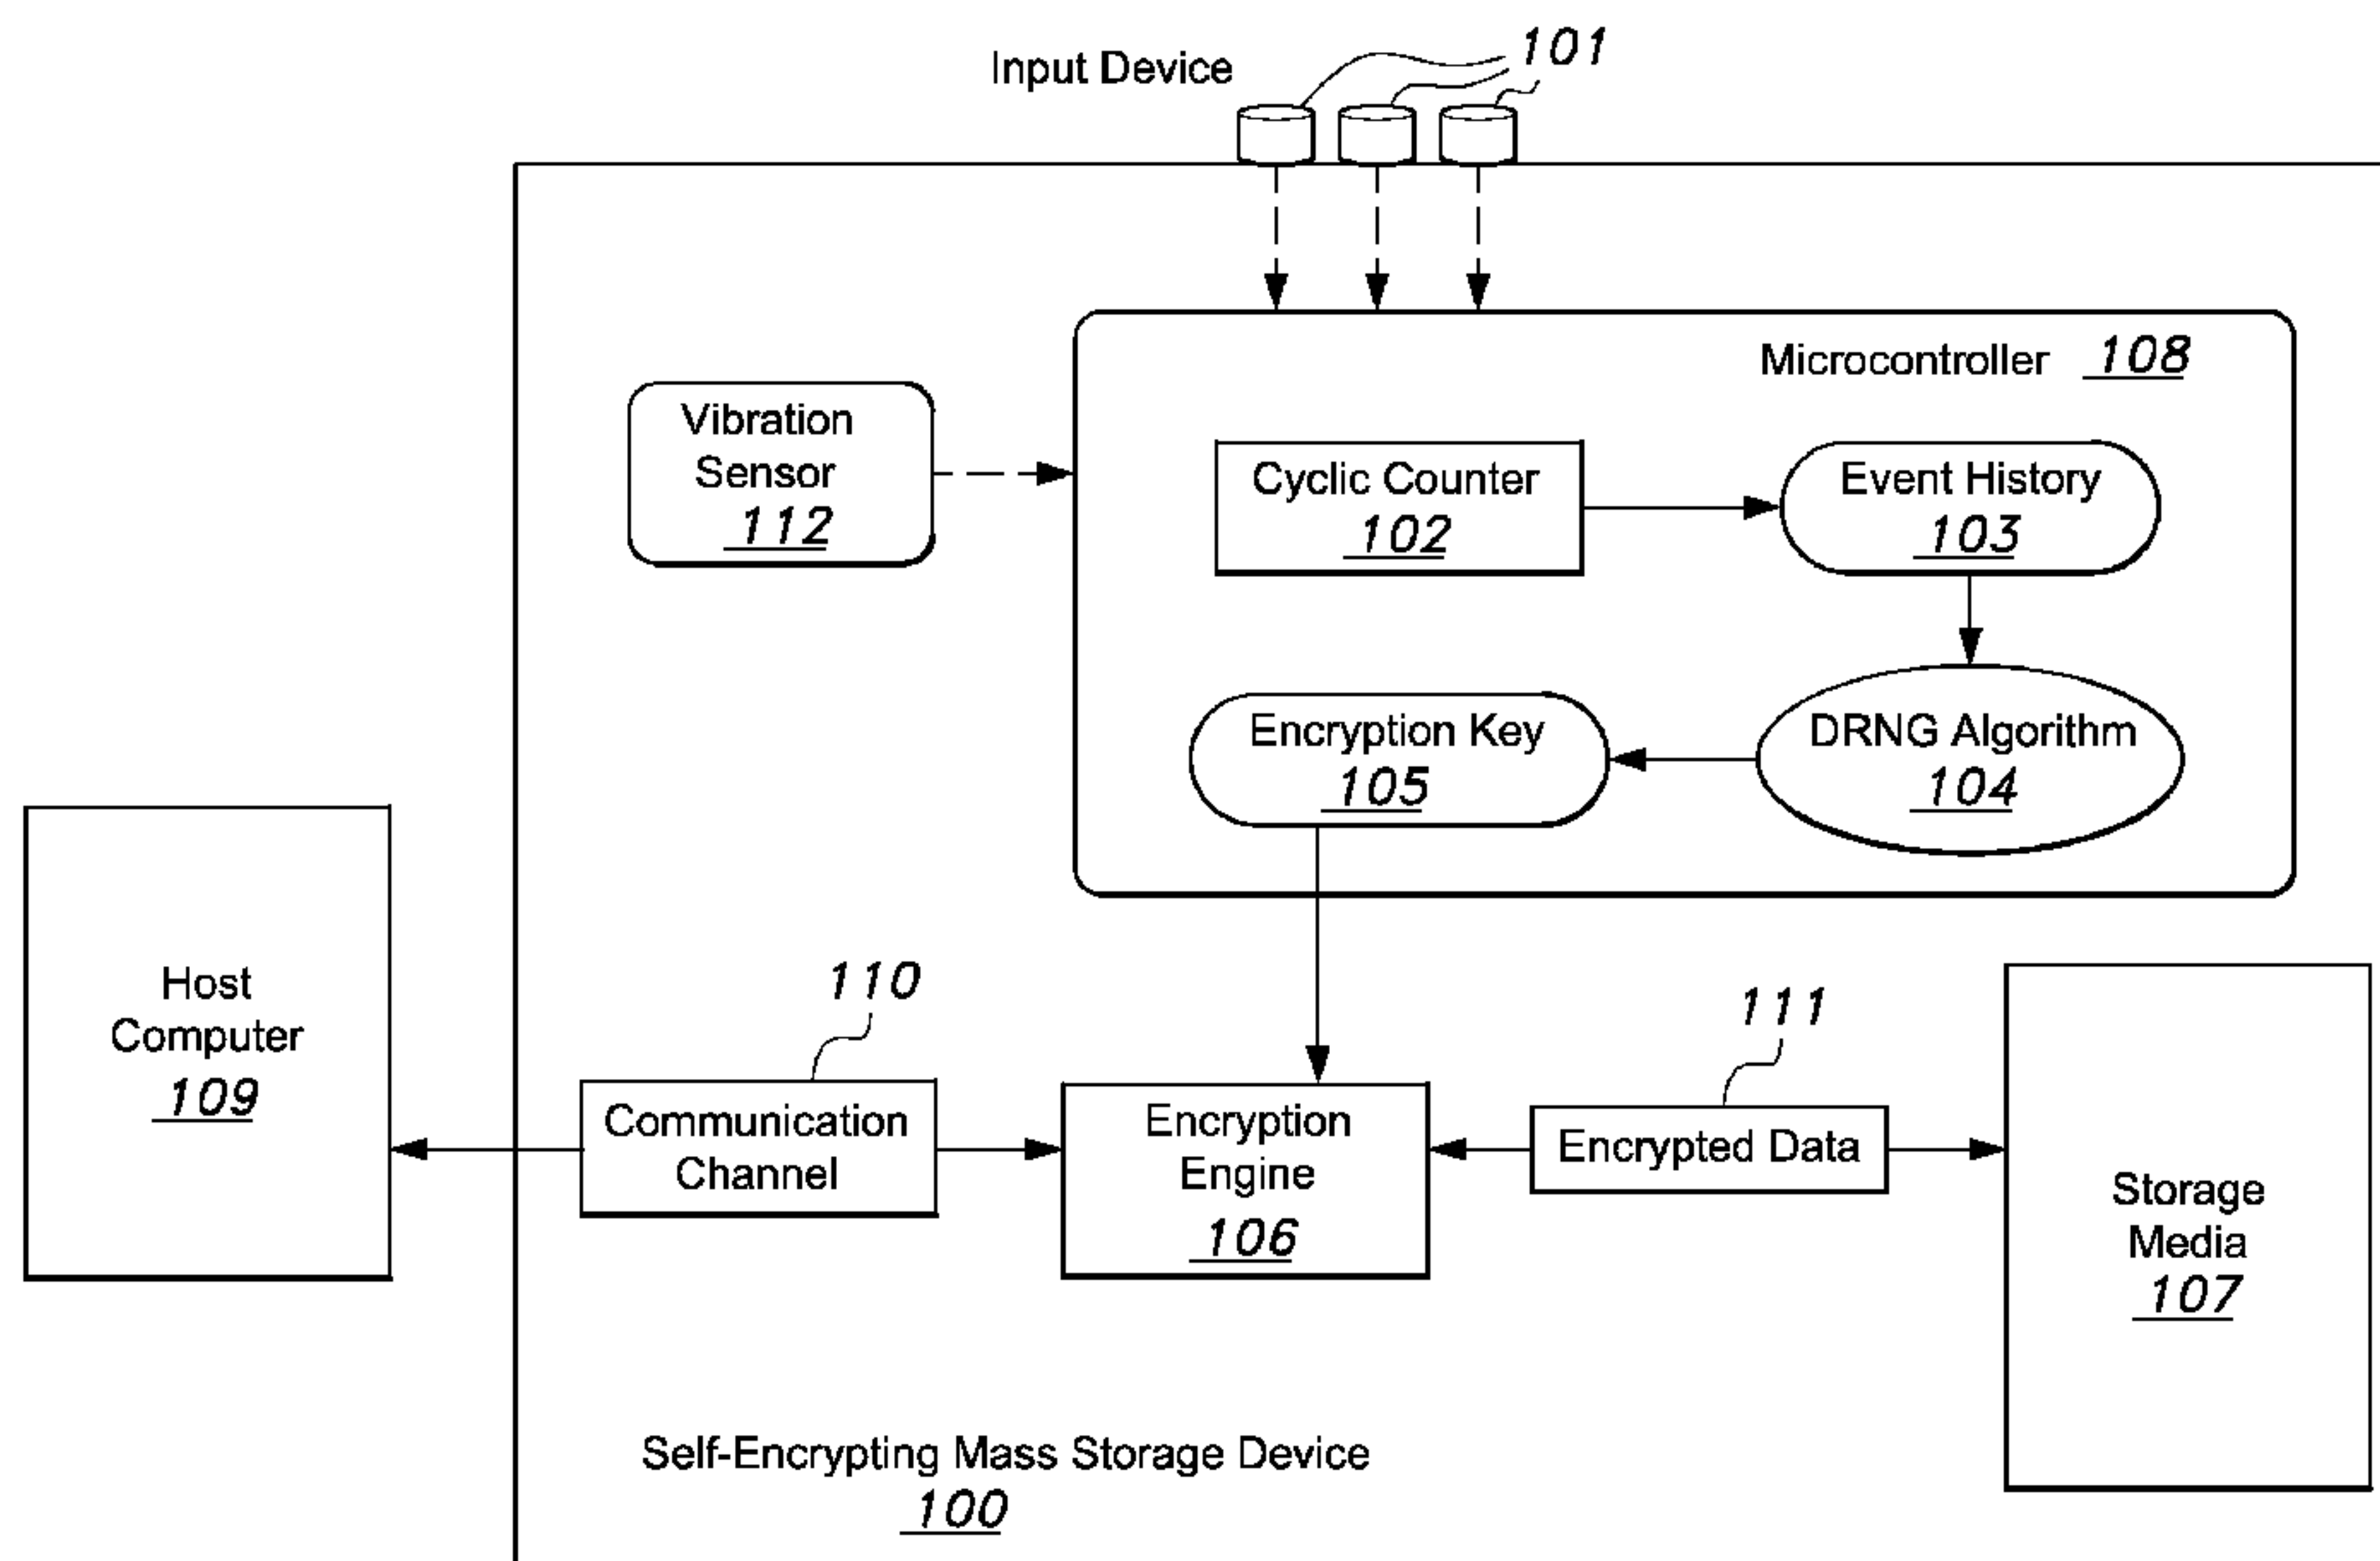 Input Device
101
Microcontroller 108
Vibration
Sensor
112
Cyclic Counter
102
Event History
103
Encryption Key
105
DRNG Algorithm
104
Host
Computer
109
110
Communication
Channel
Encryption
Engine
106
111
Encrypted Data
Storage
Media
107
Self-Encrypting Mass Storage Device
100